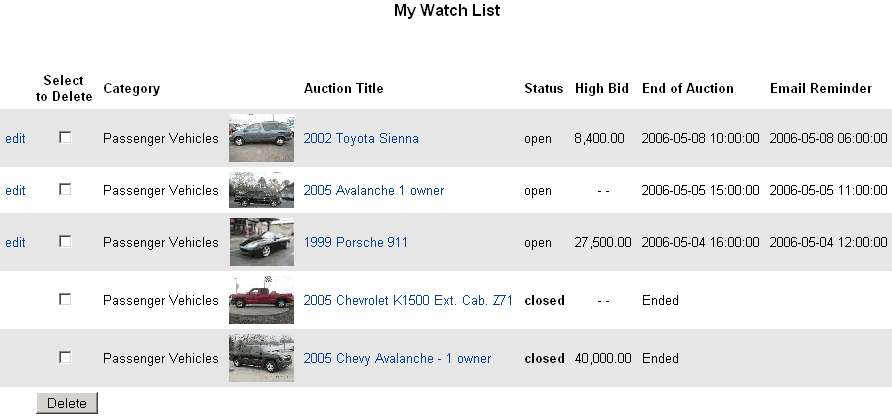 My Watch List
Select
to Delete Category Auction Title Status High Bid End of Auction Email Reminder
edit Passenger Vehicles 2002 Toyota Sienna open 8,400.00 2006-05-08 10:00:00 2006-05-08 06:00:00
edit Passenger Vehicles 2005 Avalanche 1 owner open - - 2006-05-05 15:00:00 2006-05-05 11:00:00
edit Passenger Vehicles 1999 Porsche 911 open 27,500.00 2006-05-04 16:00:00 2006-05-04 12:00:00
Passenger Vehicles 2005 Chevrolet K1500 Ext. Cab. Z71 closed - - Ended
Passenger Vehicles 2005 Chevy Avalanche - 1 owner closed 40,000.00 Ended
Delete